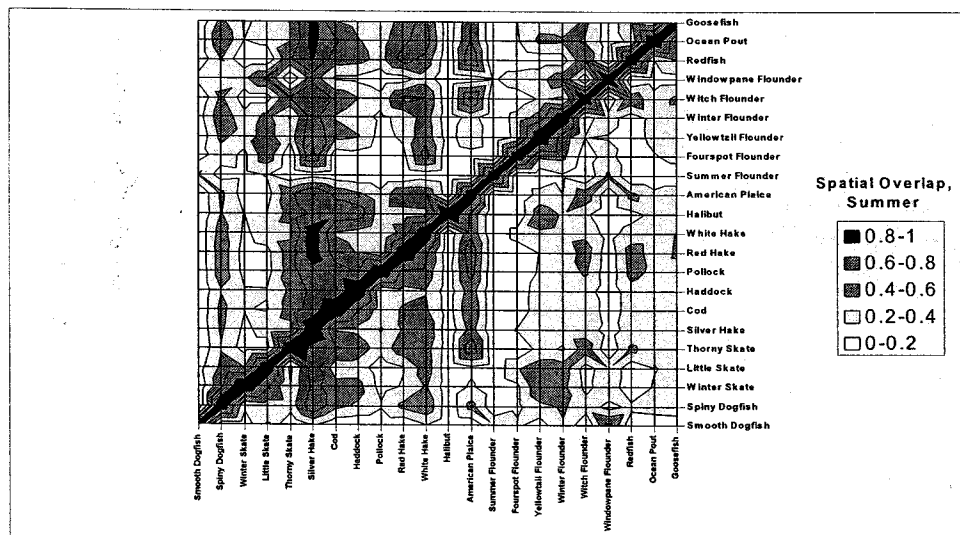 Goosefish
Ocean Pout
Redfish
Windowpane Flounder
Witch Flounder
Winter Flounder
Yellowtail Flounder
Fourspot Flounder
Summer Flounder
American Plaice
Halibut
White Hake
Red Hake
Pollock
Haddock
Cod
Silver Hake
Thorny Skate
Little Skate
Winter Skate
Spiny Dogfish
Smooth Dogfish
Smooth Dogfish
Spiny Dogfish
Winter Skate
Little Skate
Thorny Skate
Silver Hake
Cod
Haddock
Pollock
Red Hake
White Hake
Halibut
American Plaice
Summer Flounder
Fourspot Flounder
Yellowtail Flounder
Winter Flounder
Witch Flounder
Windowpane Flounder
Redfish
Ocean Pout
Goosefish
Spatial Overlap,
Summer
0.8-1
0.6-0.8
0.4-0.6
0.2-0.4
0-0.2